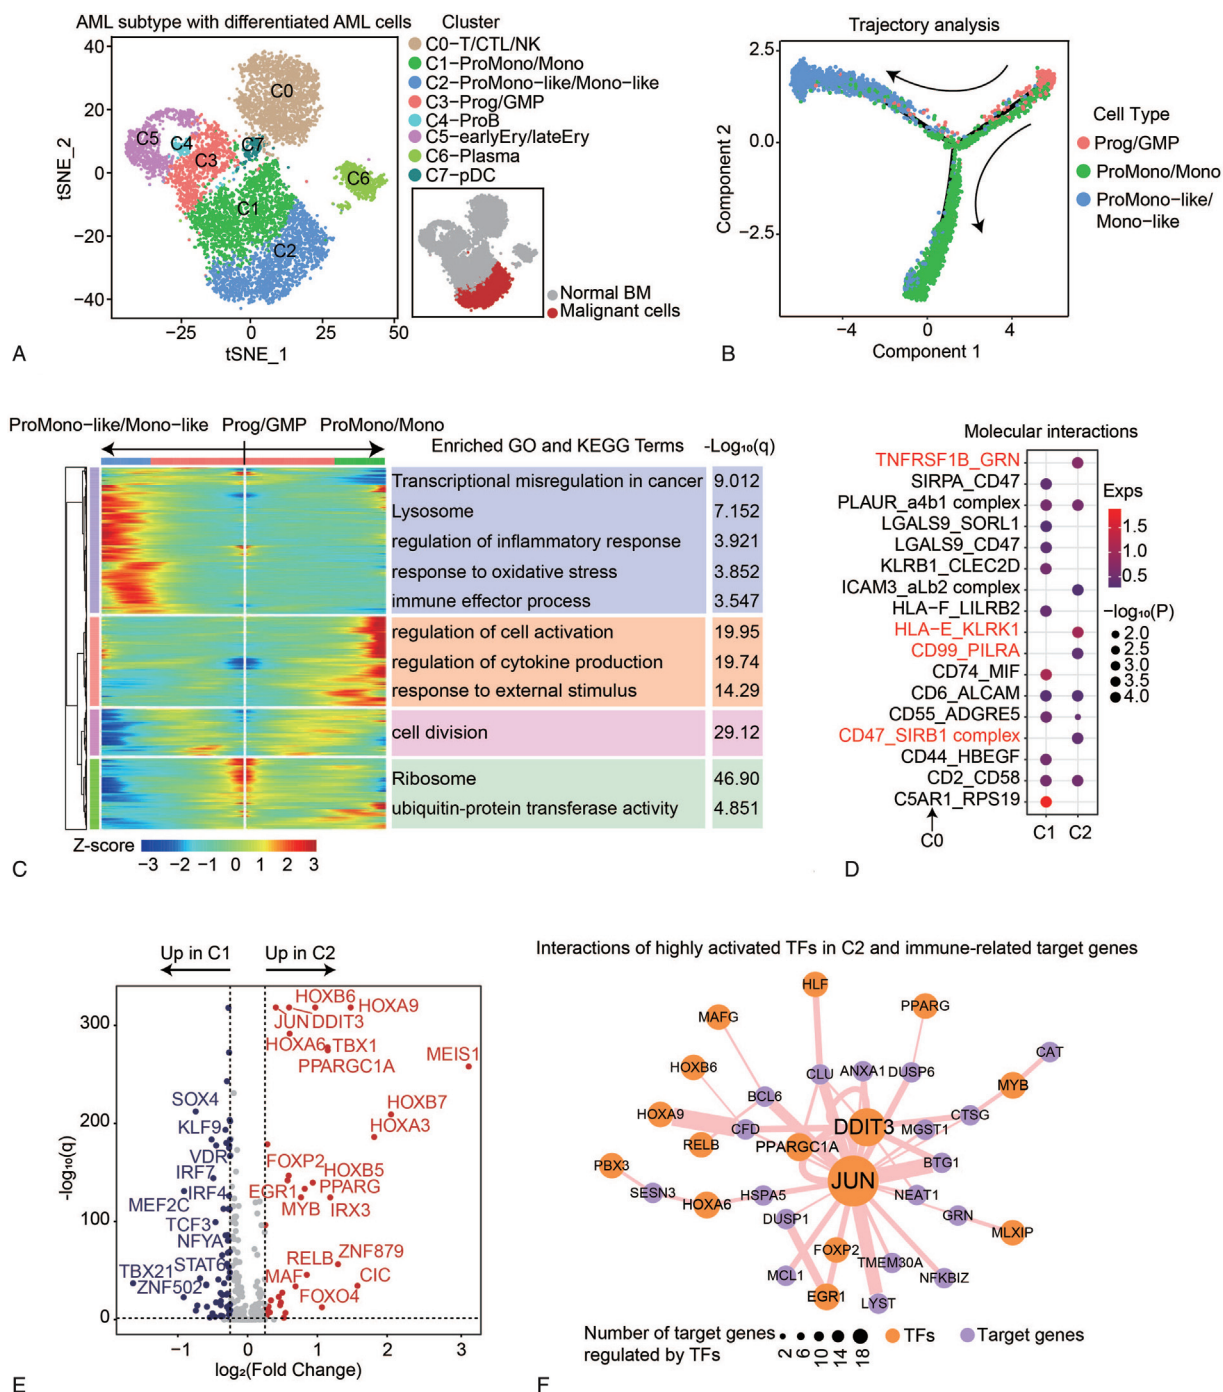 AML subtype with differentiated AML cells
Cluster
C0−T/CTL/NK
C1−ProMono/Mono
C2−ProMono−like/Mono−like
C3−Prog/GMP
C4−ProB
C5−earlyEry/lateEry
C6−Plasma
C7−pDC
40
20
0
−20
−40
tSNE_2
C0
C5
C4
C3
C7
C6
C1
C2
Normal BM
Malignant cells
−25
0
25
50
tSNE_1
A
Trajectory analysis
2.5
0.0
−2.5
Component 2
−4
0
4
Component 1
Cell Type
Prog/GMP
ProMono/Mono
ProMono−like/
Mono−like
B
ProMono−like/Mono−like
Prog/GMP
ProMono/Mono
Enriched GO and KEGG Terms
-Log₁₀(q)
Transcriptional misregulation in cancer 9.012
Lysosome 7.152
regulation of inflammatory response 3.921
response to oxidative stress 3.852
immune effector process 3.547
regulation of cell activation 19.95
regulation of cytokine production 19.74
response to external stimulus 14.29
cell division 29.12
Ribosome 46.90
ubiquitin−protein transferase activity 4.851
Z−score
−3 −2 −1 0 1 2 3
C
Molecular interactions
TNFRSF1B_GRN
SIRPA_CD47
PLAUR_a4b1 complex
LGALS9_SORL1
LGALS9_CD47
KLRB1_CLEC2D
ICAM3_aLb2 complex
HLA−F_LILRB2
HLA−E_KLRK1
CD99_PILRA
CD74_MIF
CD6_ALCAM
CD55_ADGRE5
CD47_SIRB1 complex
CD44_HBEGF
CD2_CD58
C5AR1_RPS19
C0
C1 C2
Exps
1.5
1.0
0.5
−log₁₀(P)
2.0
2.5
3.0
3.5
4.0
D
Up in C1
Up in C2
300
200
100
0
-log₁₀(q)
HOXB6
HOXA9
JUN
DDIT3
HOXA6
TBX1
PPARGC1A
MEIS1
HOXB7
HOXA3
SOX4
KLF9
VDR
IRF7
IRF4
MEF2C
TCF3
NFYA
STAT6
TBX21
ZNF502
FOXP2
HOXB5
EGR1
PPARG
MYB
IRX3
RELB
ZNF879
MAF
CIC
FOXO4
−1
0
1
2
3
log₂(Fold Change)
E
Interactions of highly activated TFs in C2 and immune-related target genes
HLF
MAFG
PPARG
HOXB6
CLU
ANXA1
DUSP6
CAT
MYB
BCL6
HOXA9
CFD
DDIT3
CTSG
MGST1
RELB
PPARGC1A
BTG1
PBX3
JUN
SESN3
HOXA6
HSPA5
NEAT1
DUSP1
GRN
MLXIP
FOXP2
TMEM30A
MCL1
NFKBIZ
EGR1
LYST
Number of target genes
regulated by TFs
2
6
10
14
18
TFs
Target genes
F